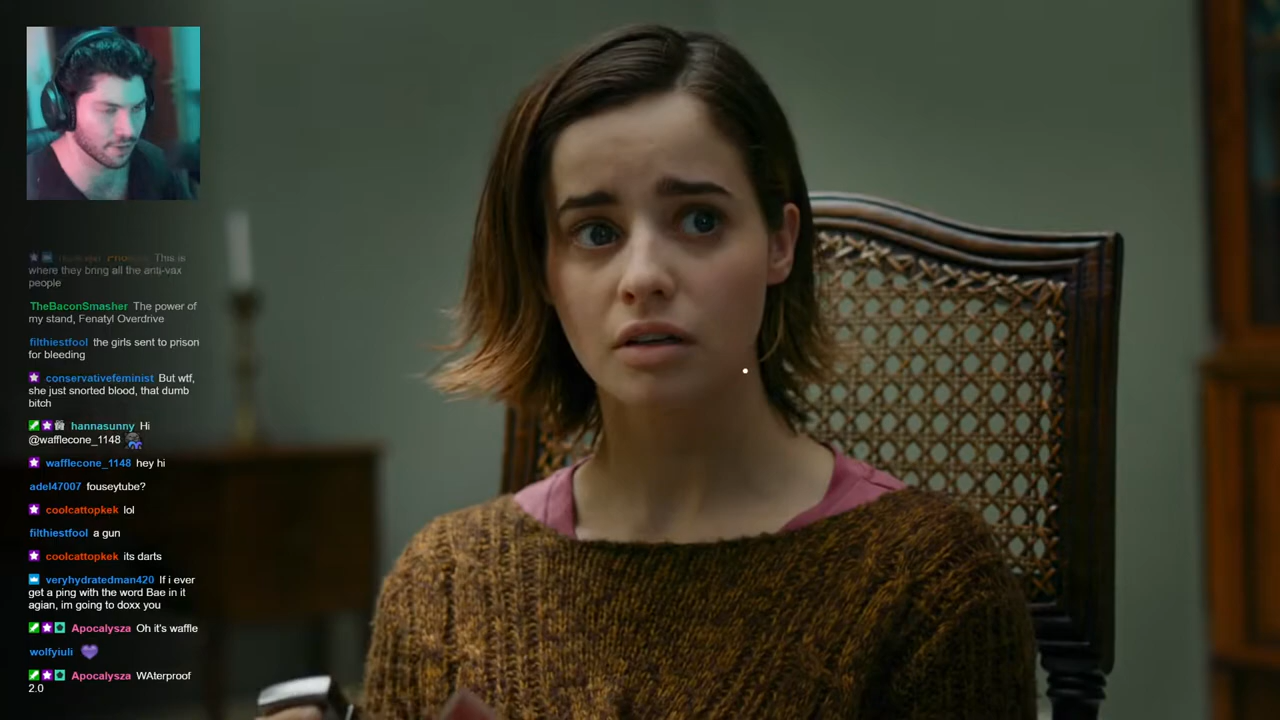 This is
where they bring all the anti-vax
people
TheBaconSmasher The power of
my stand, Fenatyl Overdrive
filthiestfool the girls sent to prison
for bleeding
conservativefeminist But wtf,
she just snorted blood, that dumb
bitch
hannasunny Hi
@wafflecone_1148
wafflecone_1148 hey hi
adel47007 fouseytube?
coolcattopkek lol
filthiestfool a gun
coolcattopkek its darts
veryhydratedman420 If i ever
get a ping with the word Bae in it
agian, im going to doxx you
Apocalysza Oh it's waffle
wolfyiuli
Apocalysza WAterproof
2.0